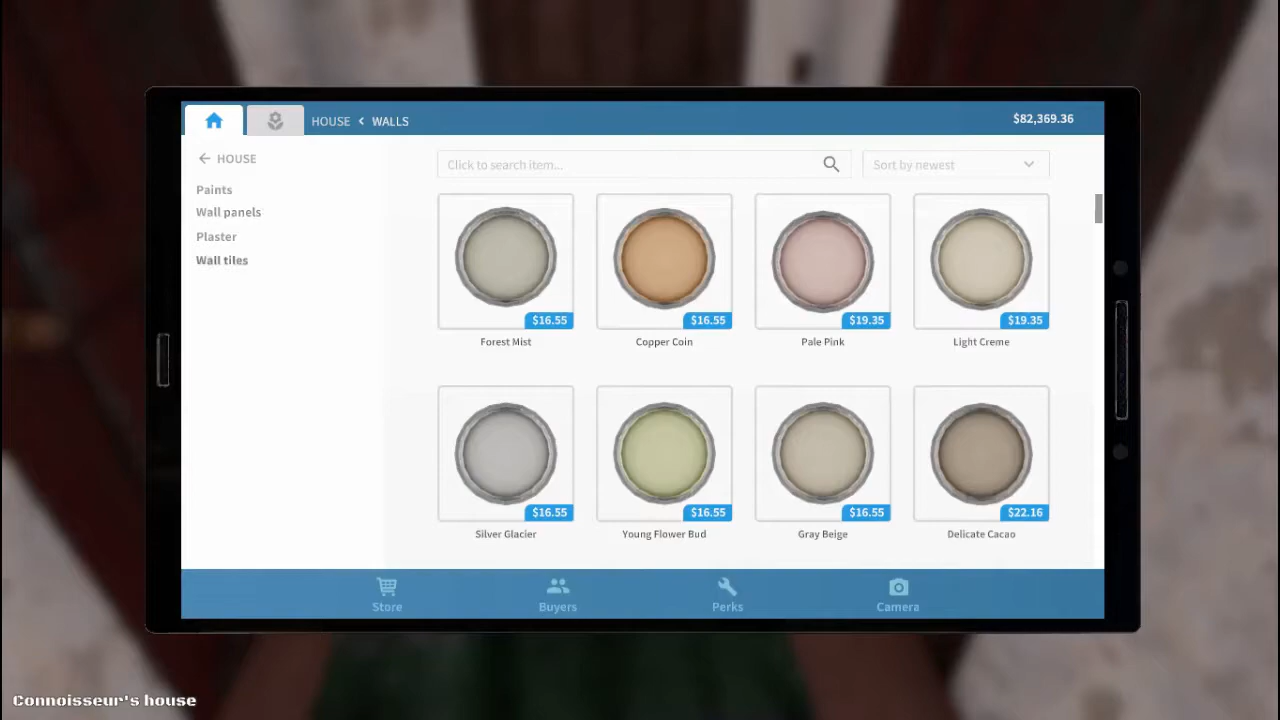 HOUSE < WALLS
$82,369.36
HOUSE
Paints
Wall panels
Plaster
Wall tiles
Click to search item...
Sort by newest
$16.55
$16.55
$19.35
$19.35
Forest Mist
Copper Coin
Pale Pink
Light Creme
$16.55
$16.55
$16.55
$22.16
Silver Glacier
Young Flower Bud
Gray Beige
Delicate Cacao
Store
Buyers
Perks
Camera
Connoisseur's house